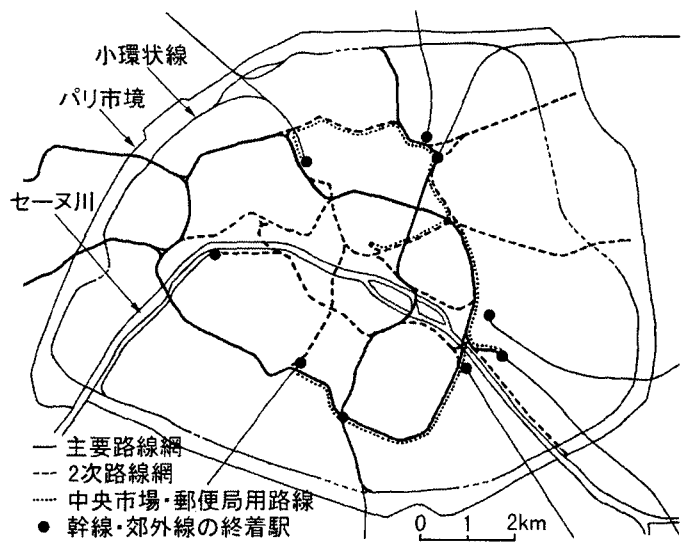 小環状線
パリ市境
セーヌ川
主要路線網
2次路線網
中央市場・郵便局用路線
幹線・郊外線の終着駅
0 1 2km